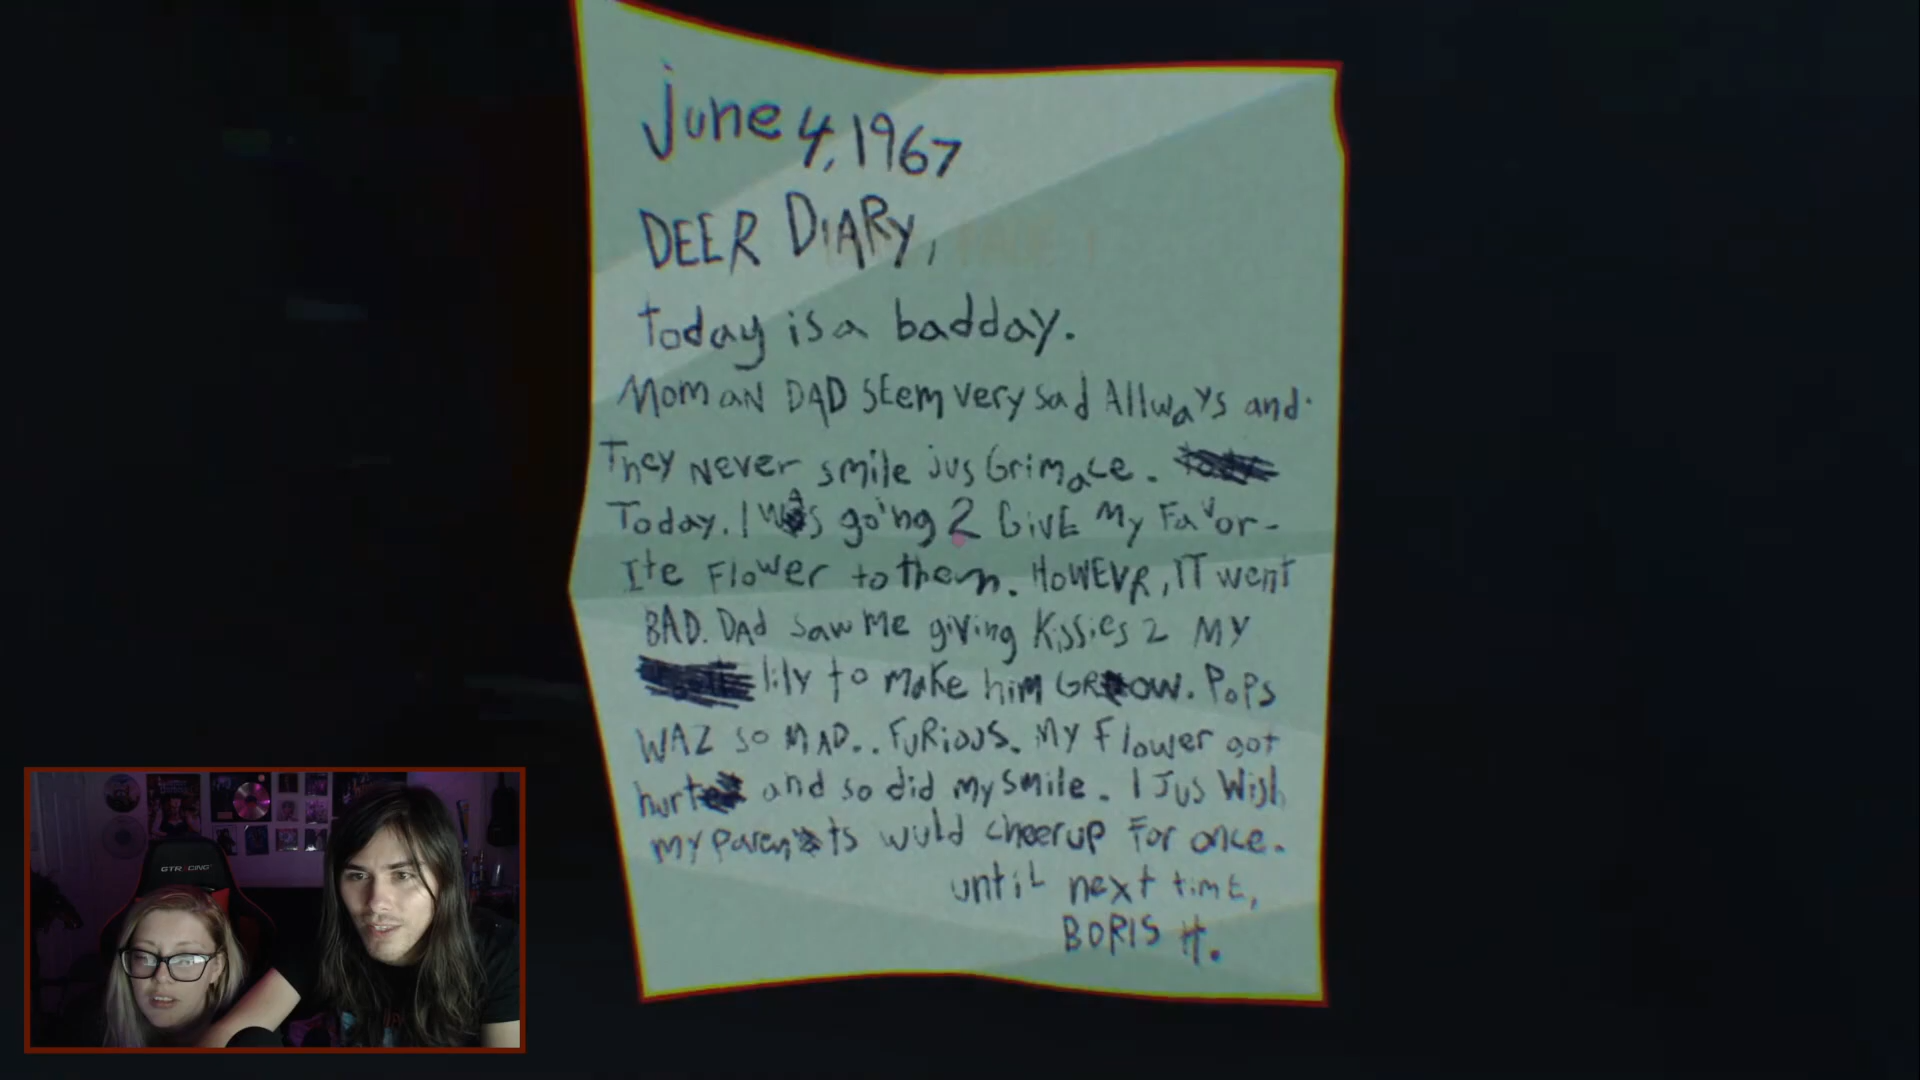 June 4, 1967
DEER DiARy,
today is a badday.
Mom aN DAD SEem very sad Allways and
They Never smile jus Grimace.
Today. I wAs going 2 GivE My Favor-
Ite Flower to them. HoWEVR, IT went
BAD. DAd saw Me giving Kissies 2 MY
lily to make him GROW. PoPs
WAZ so MAD.. FURiOUS. My Flower got
hurt and so did my smile. I Jus Wish
my parents wuld cheerup For once.
until next time,
BORIS H.
GTRACING